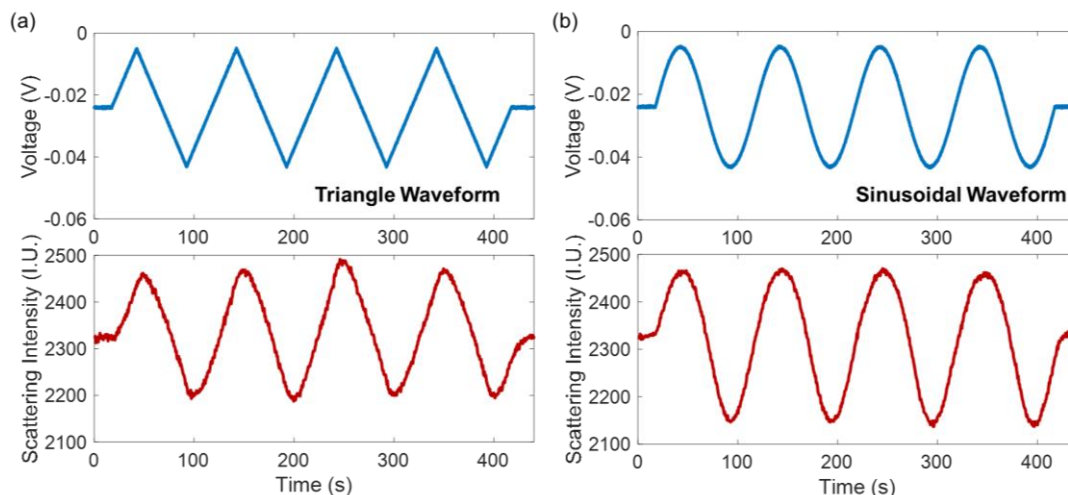 (a)
(b)
0
-0.02
-0.04
-0.06
Voltage (V)
Triangle Waveform
0 100 200 300 400
0
-0.02
-0.04
-0.06
Voltage (V)
Sinusoidal Waveform
0 100 200 300 400
2500
2400
2300
2200
2100
Scattering Intensity (I.U.)
0 100 200 300 400
Time (s)
2500
2400
2300
2200
2100
Scattering Intensity (I.U.)
0 100 200 300 400
Time (s)